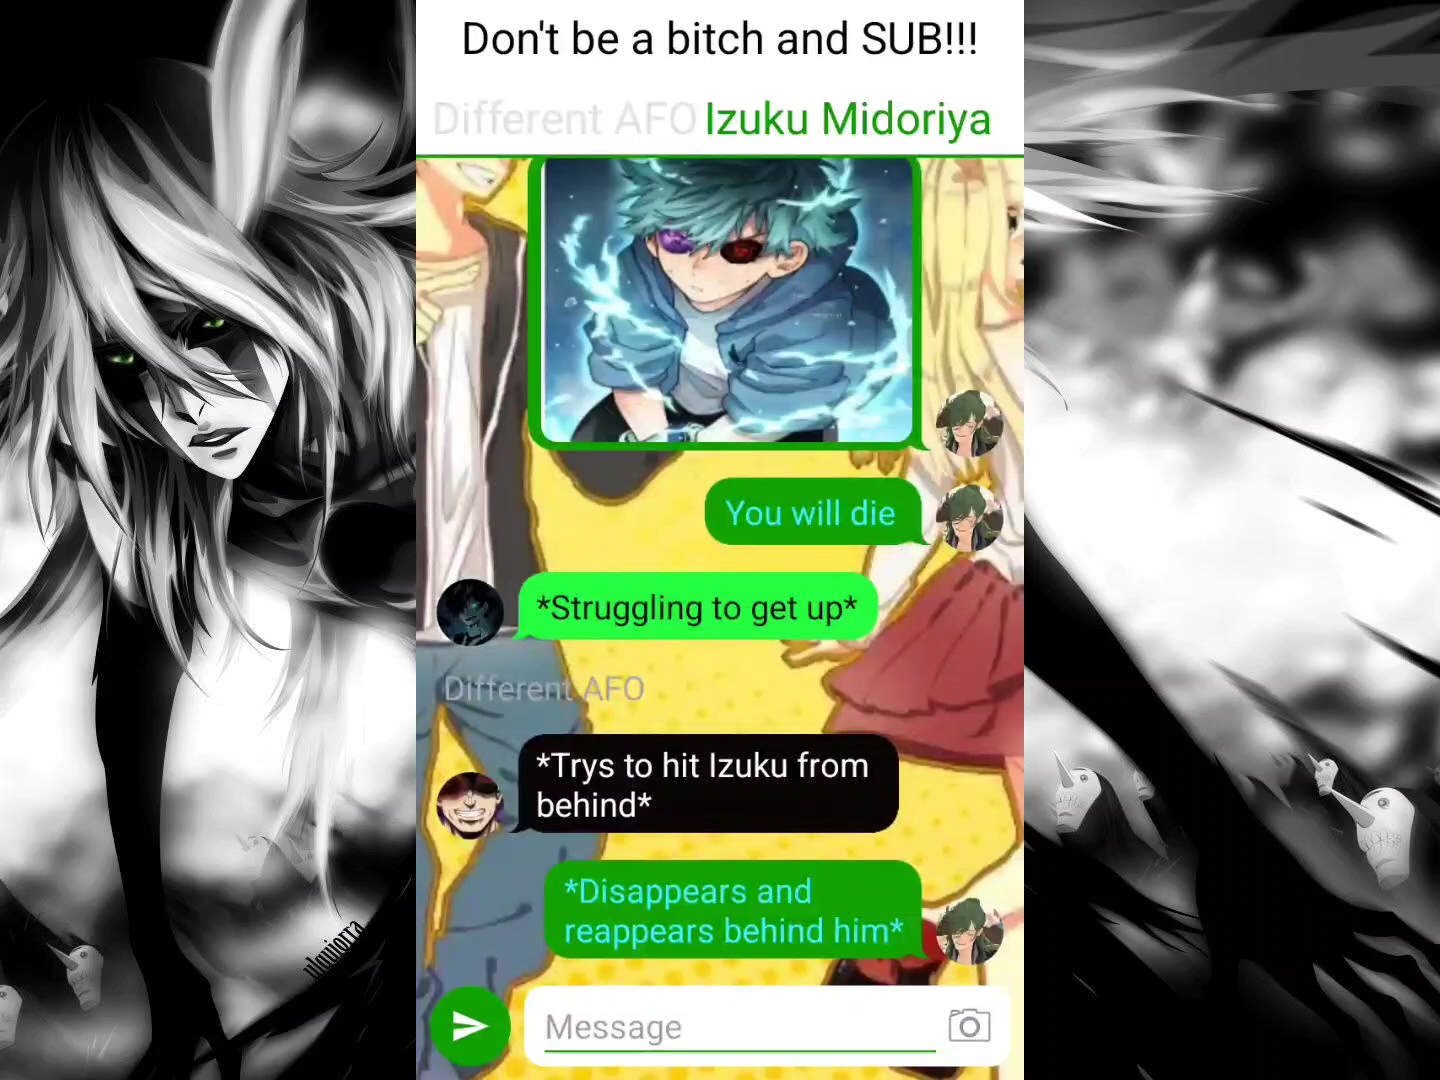 Don't be a bitch and SUB!!!
Different AFO Izuku Midoriya
You will die
*Struggling to get up*
Different AFO
*Trys to hit Izuku from
behind*
*Disappears and
reappears behind him*
Message
ulquiorra